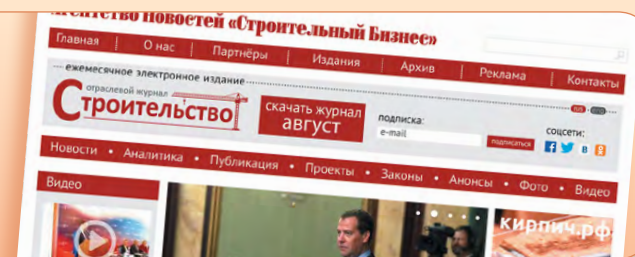 Агентство Новостей «Строительный Бизнес»
Главная | О нас | Партнёры | Издания | Архив | Реклама | Контакты
ежемесячное электронное издание
отраслевой журнал
Строительство
скачать журнал
август
подписка:
e-mail
подписаться
соцсети:
Новости • Аналитика • Публикация • Проекты • Законы • Анонсы • Фото • Видео
Видео
кирпич.рф